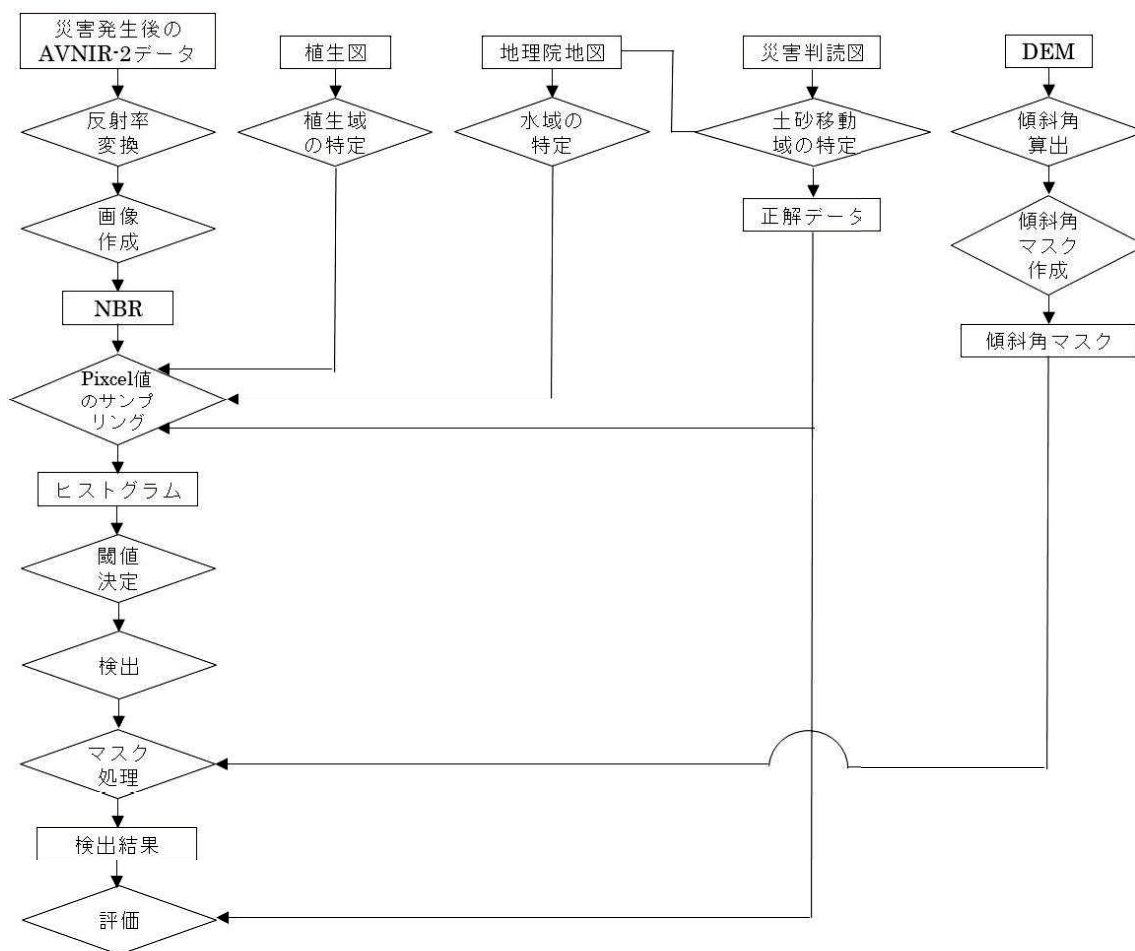 災害発生後の
AVNIR-2データ
植生図
地理院地図
災害判読図
DEM
反射率
変換
植生域
の特定
水域の
特定
土砂移動
域の特定
傾斜角
算出
画像
作成
正解データ
傾斜角
マスク
作成
NBR
傾斜角マスク
Pixcel値
のサンプ
リング
ヒストグラム
閾値
決定
検出
マスク
処理
検出結果
評価